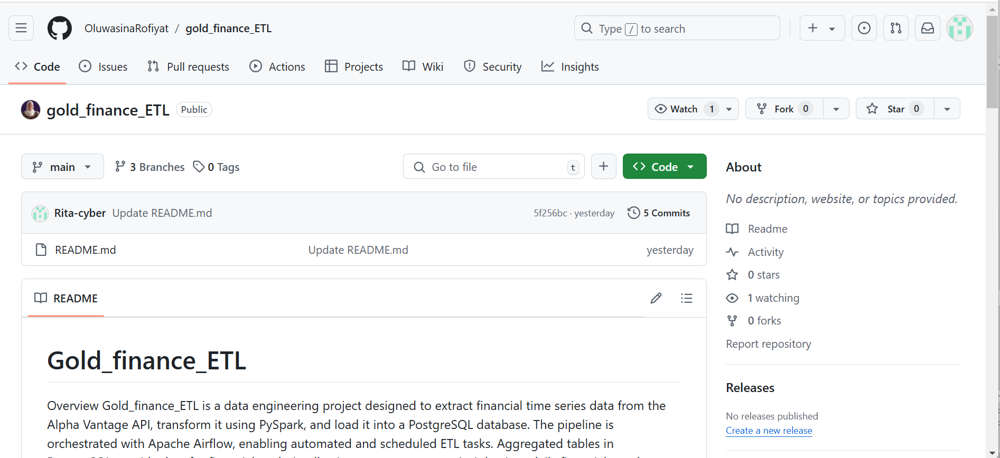 OluwasinaRofiyat / gold_finance_ETL
Type / to search
Code Issues Pull requests Actions Projects Wiki Security Insights
gold_finance_ETL Public
Watch 1 Fork 0 Star 0
main 3 Branches 0 Tags
Go to file t
Code
Rita-cyber Update README.md 5f256bc · yesterday 5 Commits
README.md Update README.md yesterday
README
Gold_finance_ETL
Overview Gold_finance_ETL is a data engineering project designed to extract financial time series data from the
Alpha Vantage API, transform it using PySpark, and load it into a PostgreSQL database. The pipeline is
orchestrated with Apache Airflow, enabling automated and scheduled ETL tasks. Aggregated tables in
About
No description, website, or topics provided.
Readme
Activity
0 stars
1 watching
0 forks
Report repository
Releases
No releases published
Create a new release